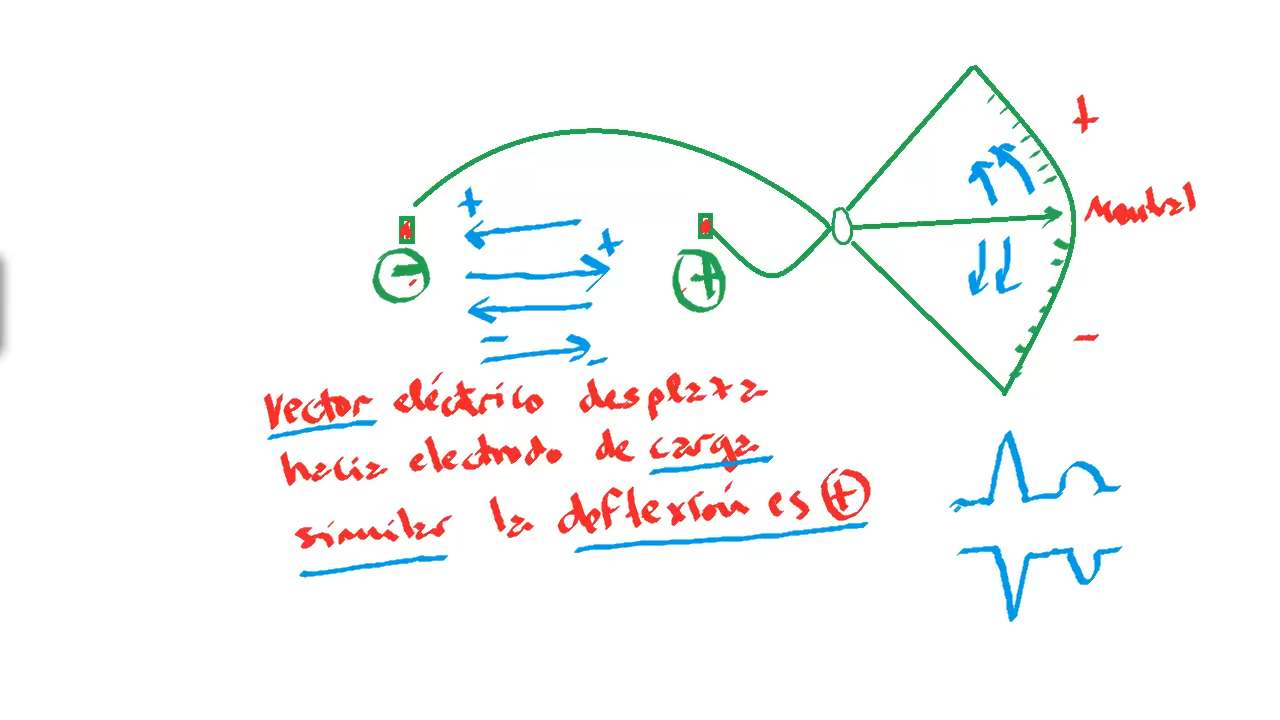 +
+
Neutral
+
- +
-
- -
vector eléctrico desplaza
hacia electrodo de carga
similar la deflexión es +